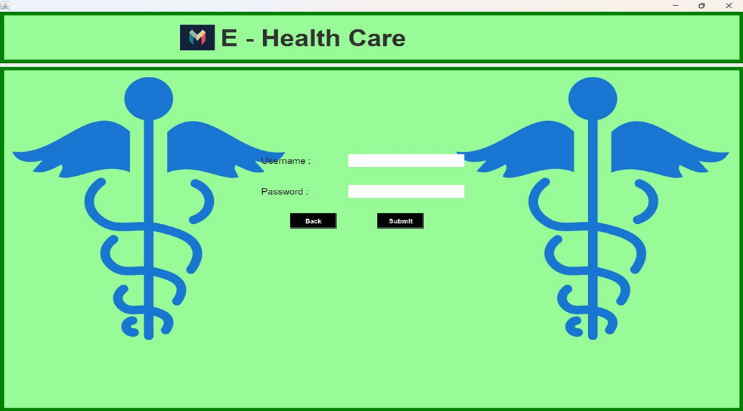 E - Health Care
Username :
Password :
Back
Submit